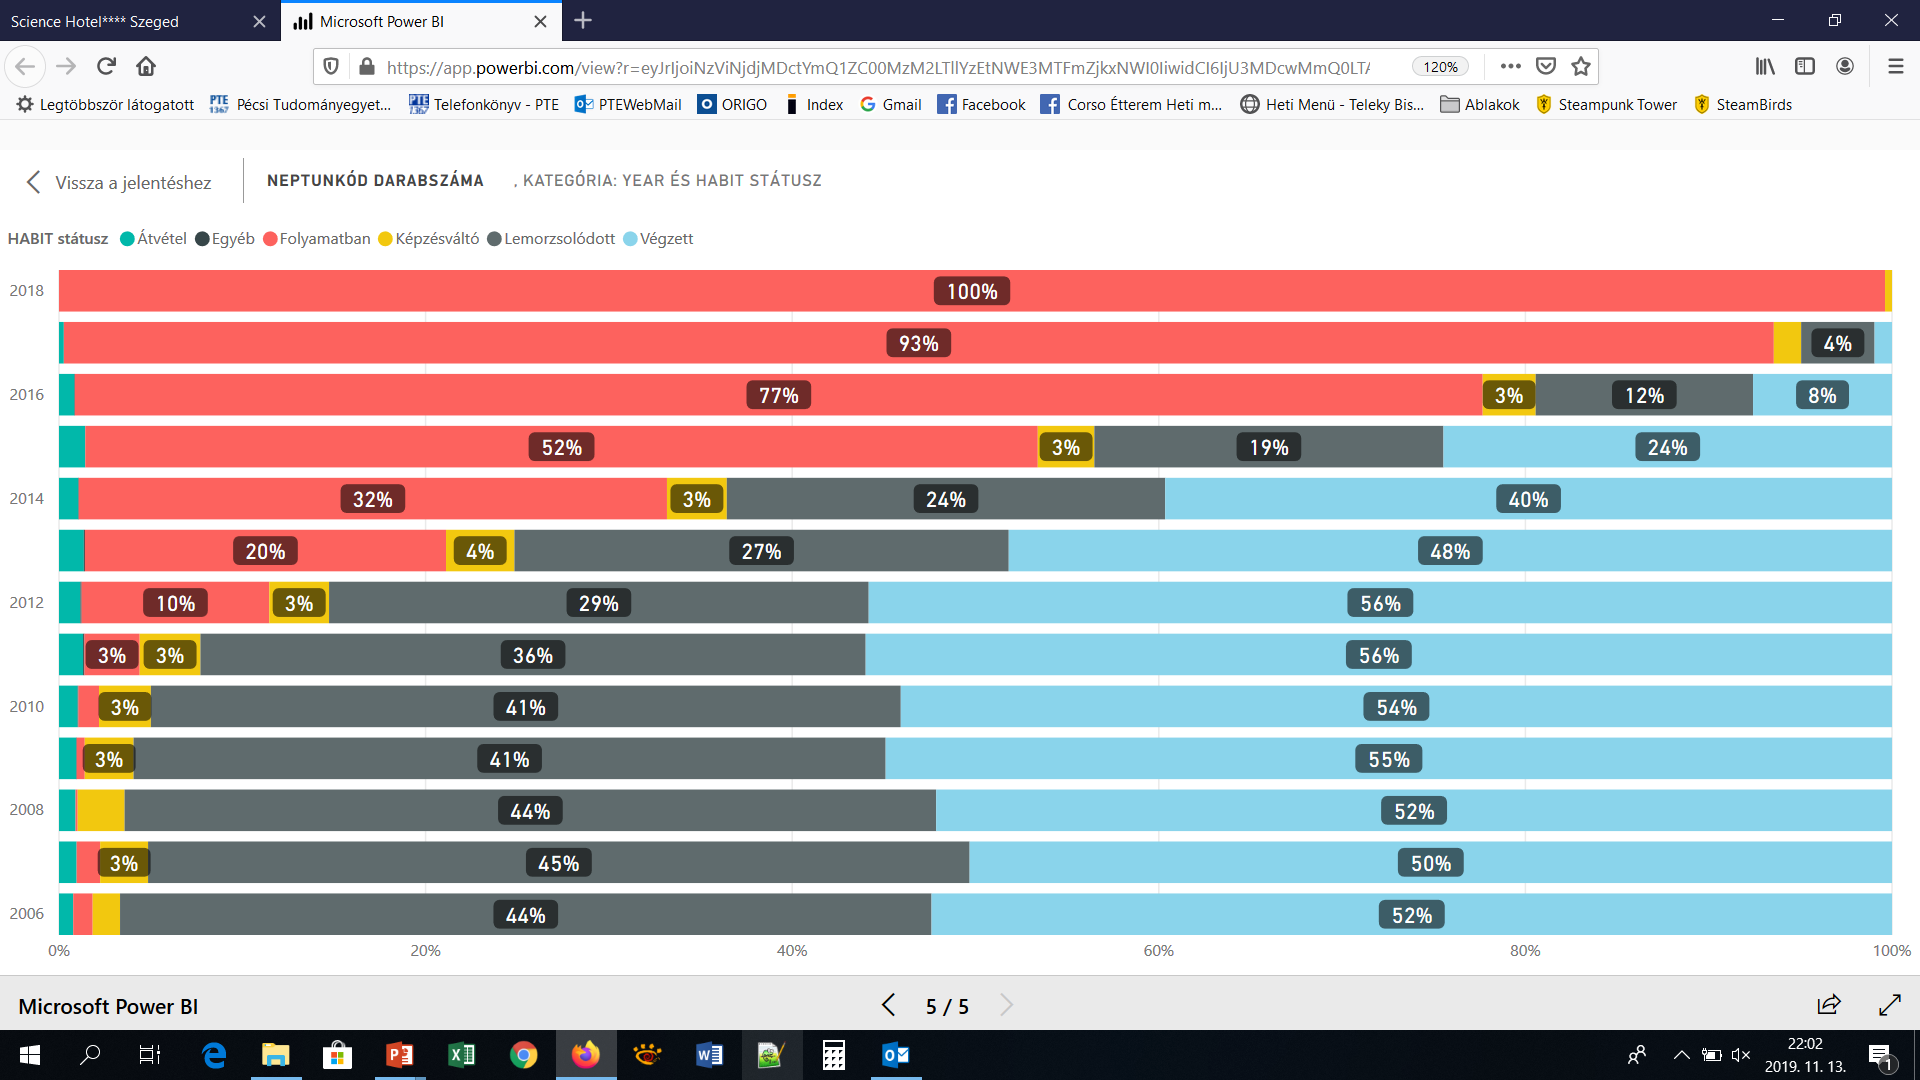 Science Hotel**** Szeged
Microsoft Power BI
https://app.powerbi.com/view?r=eyJrIjoiNzViNjdjMDctYmQ1ZC00MzM2LTllYzEtNWE3MTFmZjkxNWI0IiwidCI6IjU3MDcwMmQ0LTA
120%
Legtöbbször látogatott
Pécsi Tudományegyet...
Telefonkönyv - PTE
PTEWebMail
ORIGO
Index
Gmail
Facebook
Corso Étterem Heti m...
Heti Menü - Teleky Bis...
Ablakok
Steampunk Tower
SteamBirds
Vissza a jelentéshez
NEPTUNKÓD DARABSZÁMA , KATEGÓRIA: YEAR ÉS HABIT STÁTUSZ
HABIT státusz Átvétel Egyéb Folyamatban Képzésváltó Lemorzsolódott Végzett
2018 100%
93% 4%
2016 77% 3% 12% 8%
52% 3% 19% 24%
2014 32% 3% 24% 40%
20% 4% 27% 48%
2012 10% 3% 29% 56%
3% 3% 36% 56%
2010 3% 41% 54%
3% 41% 55%
2008 44% 52%
3% 45% 50%
2006 44% 52%
0% 20% 40% 60% 80% 100%
Microsoft Power BI
5 / 5
22:02
2019. 11. 13.
1